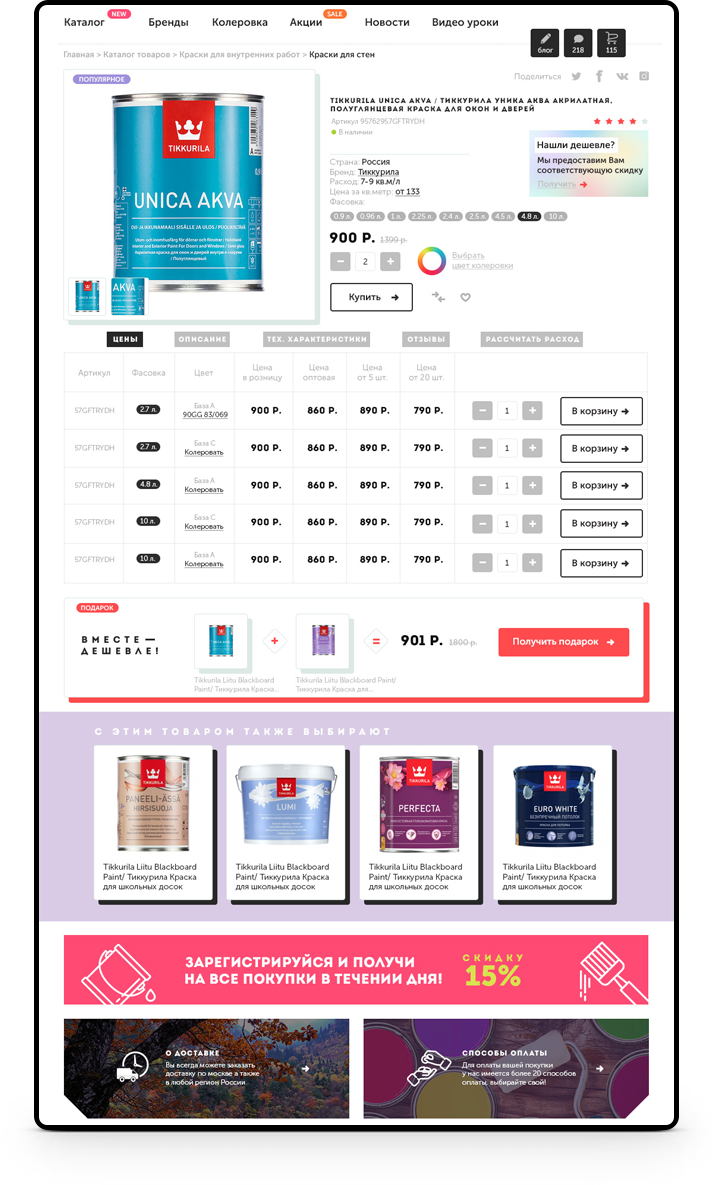 Каталог
NEW
Бренды
Колеровка
Акции
SALE
Новости
Видео уроки
блог
218
115
Главная > Каталог товаров > Краски для внутренних работ > Краски для стен
ПОПУЛЯРНОЕ
TIKKURILA
UNICA AKVA
Поделиться
TIKKURILA UNICA AKVA / ТИККУРИЛА УНИКА АКВА АКРИЛАТНАЯ,
ПОЛУГЛЯНЦЕВАЯ КРАСКА ДЛЯ ОКОН И ДВЕРЕЙ
Артикул 95762957GFTRYDH
В наличии
Нашли дешевле?
Мы предоставим Вам
соответствующую скидку
Получить
Страна: Россия
Бренд: Тиккурила
Расход: 7-9 кв.м/л
Цена за кв.метр: от 133
Фасовка:
0.9 л. 0.96 л. 1 л. 2.25 л. 2.4 л. 2.5 л. 4.5 л. 4.8 л. 10 л.
900 Р. 1399 р.
2
Выбрать
цвет колеровки
Купить
ЦЕНЫ
ОПИСАНИЕ
ТЕХ. ХАРАКТЕРИСТИКИ
ОТЗЫВЫ
РАССЧИТАТЬ РАСХОД
Артикул Фасовка Цвет Цена в розницу Цена оптовая Цена от 5 шт. Цена от 20 шт.
57GFTRYDH 2.7 л. База А 90GG 83/069 900 Р. 860 Р. 890 Р. 790 Р. 1 В корзину
57GFTRYDH 2.7 л. База С Колеровать 900 Р. 860 Р. 890 Р. 790 Р. 1 В корзину
57GFTRYDH 4.8 л. База А Колеровать 900 Р. 860 Р. 890 Р. 790 Р. 1 В корзину
57GFTRYDH 10 л. База С Колеровать 900 Р. 860 Р. 890 Р. 790 Р. 1 В корзину
57GFTRYDH 10 л. База А Колеровать 900 Р. 860 Р. 890 Р. 790 Р. 1 В корзину
ПОДАРОК
ВМЕСТЕ —
ДЕШЕВЛЕ!
Tikkurila Liitu Blackboard
Paint/ Тиккурила Краска...
+
Tikkurila Liitu Blackboard Paint/
Тиккурила Краска для...
=
901 Р. 1800 р.
Получить подарок
С ЭТИМ ТОВАРОМ ТАКЖЕ ВЫБИРАЮТ
TIKKURILA
PANEELI-ÄSSÄ
HIRSISUOJA
Tikkurila Liitu Blackboard
Paint/ Тиккурила Краска
для школьных досок
TIKKURILA
LUMI
Tikkurila Liitu Blackboard
Paint/ Тиккурила Краска
для школьных досок
TIKKURILA
PERFECTA
Tikkurila Liitu Blackboard
Paint/ Тиккурила Краска
для школьных досок
TIKKURILA
EURO WHITE
БЕЗУПРЕЧНЫЙ ПОТОЛОК
Tikkurila Liitu Blackboard
Paint/ Тиккурила Краска
для школьных досок
ЗАРЕГИСТРИРУЙСЯ И ПОЛУЧИ
НА ВСЕ ПОКУПКИ В ТЕЧЕНИИ ДНЯ!
СКИДКУ
15%
О ДОСТАВКЕ
Вы всегда можете заказать
доставку по москве а также
в любой регион России
СПОСОБЫ ОПЛАТЫ
Для оплаты вашей покупки
у нас имеется более 20 способов
оплаты, выбирайте свой!